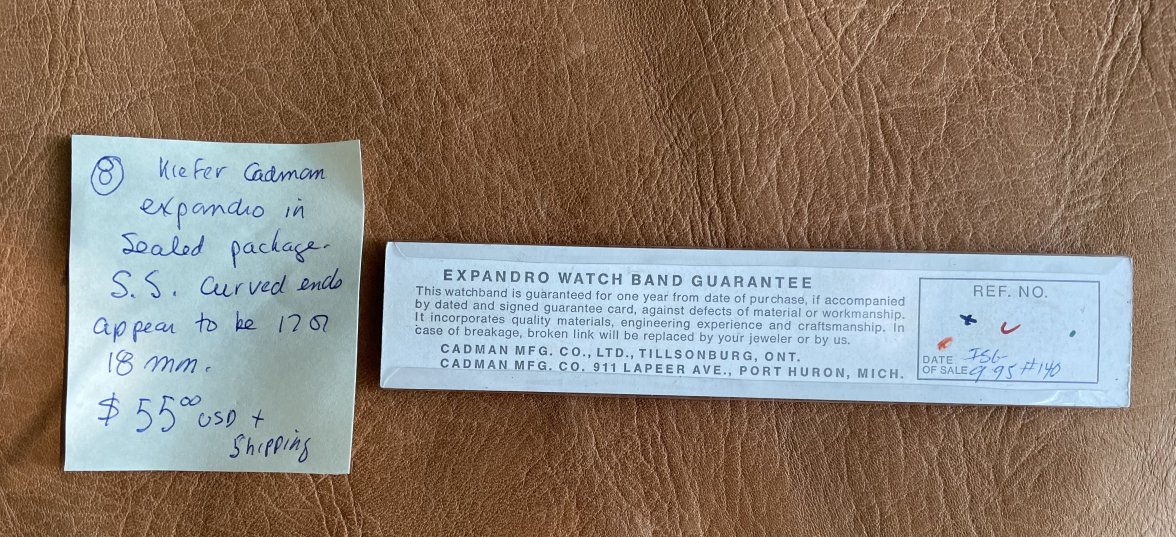 8 Kiefer Cadman
expandro in
Sealed package.
S.S. Curved ends
appear to be 17 or
18 mm.
$ 55⁰⁰ USD +
Shipping
EXPANDRO WATCH BAND GUARANTEE
This watchband is guaranteed for one year from date of purchase, if accompanied
by dated and signed guarantee card, against defects of material or workmanship.
It incorporates quality materials, engineering experience and craftsmanship. In
case of breakage, broken link will be replaced by your jeweler or by us.
CADMAN MFG. CO., LTD., TILLSONBURG, ONT.
CADMAN MFG. CO. 911 LAPEER AVE., PORT HURON, MICH.
REF. NO.
DATE
OF SALE 9 95 #140